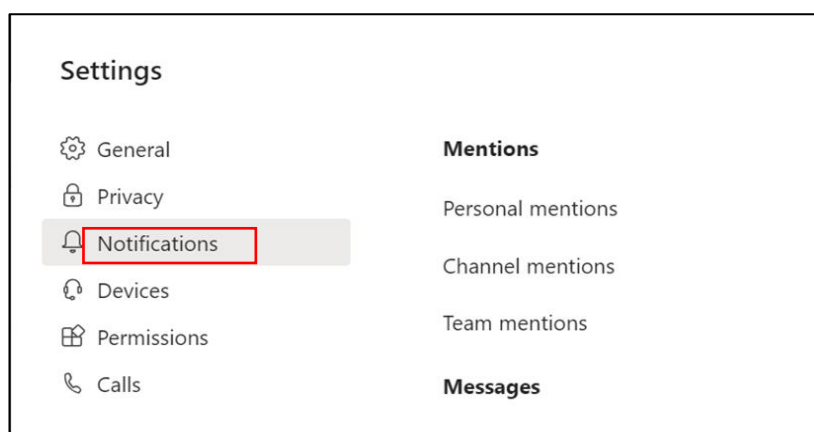 Settings
General
Privacy
Notifications
Devices
Permissions
Calls
Mentions
Personal mentions
Channel mentions
Team mentions
Messages